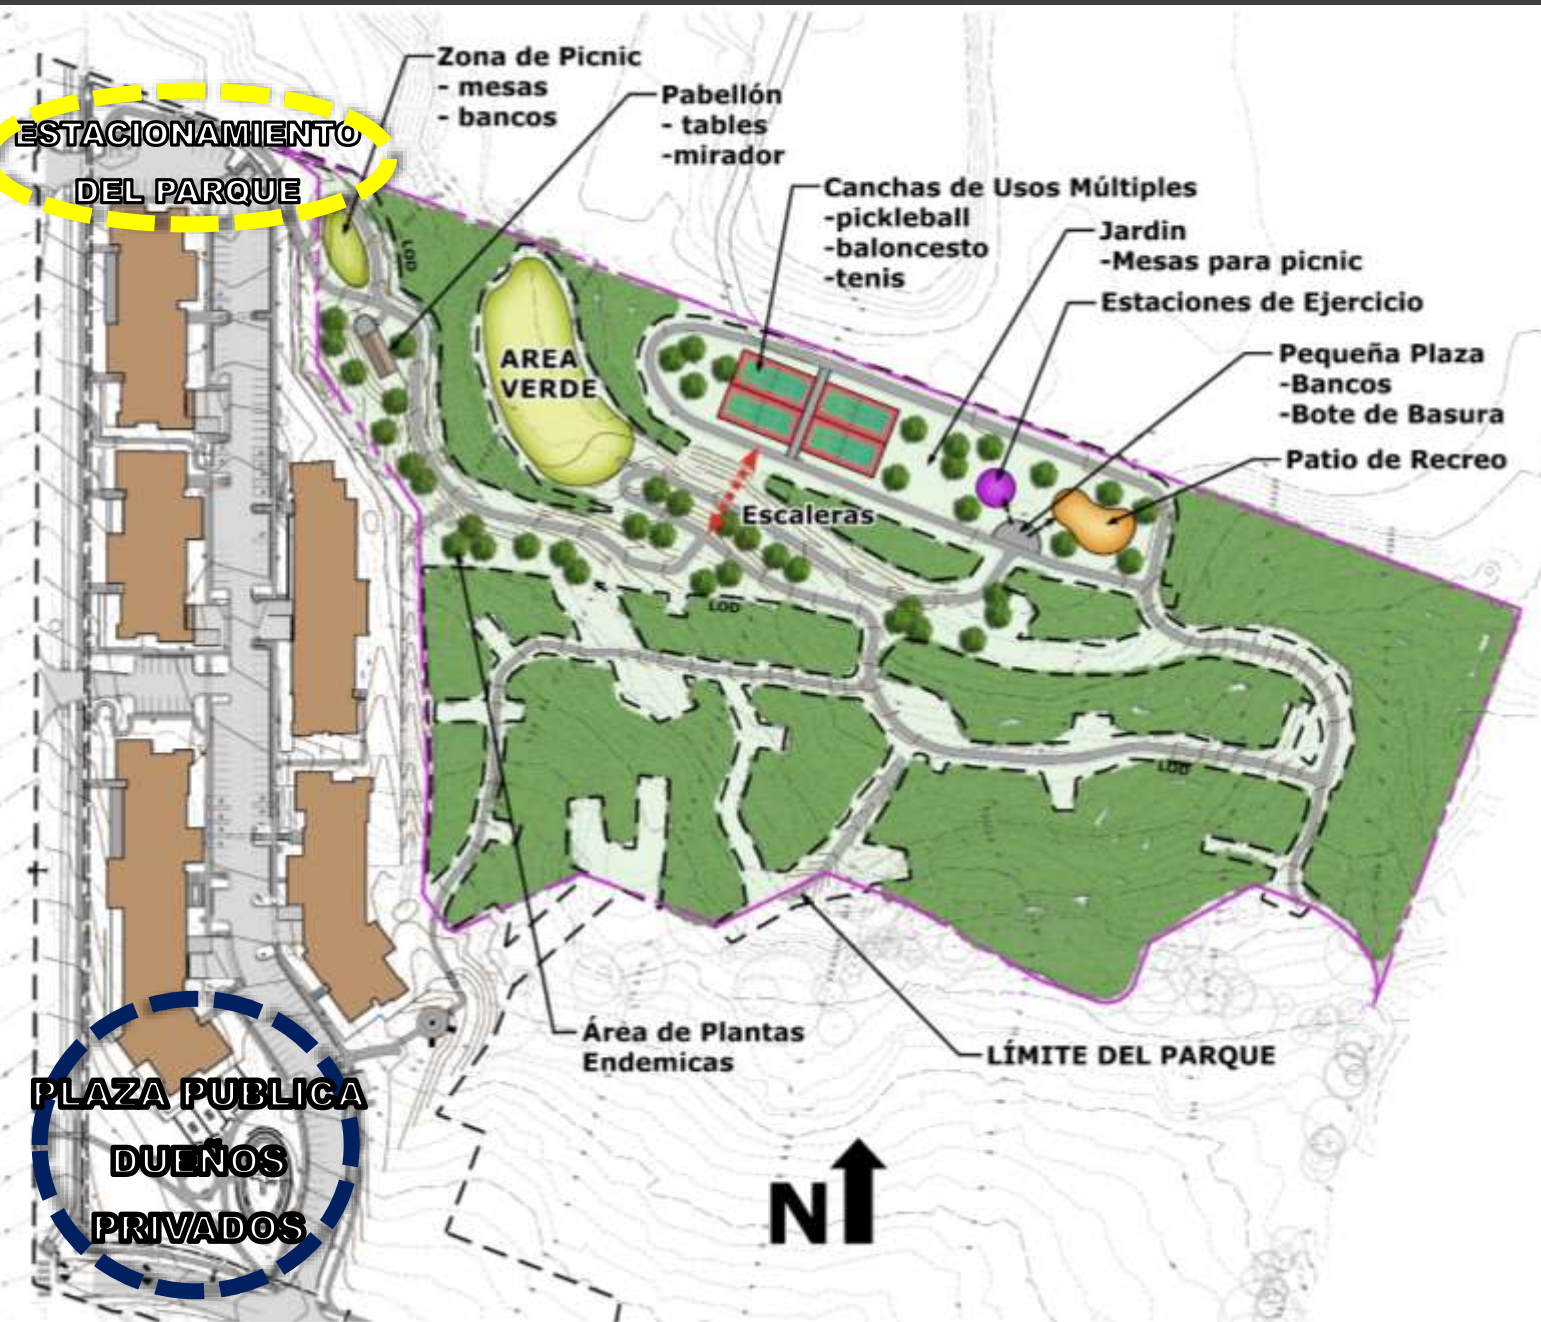 Zona de Picnic
- mesas
- bancos
Pabellón
- tables
-mirador
ESTACIONAMIENTO
DEL PARQUE
Canchas de Usos Múltiples
-pickleball
-baloncesto
-tenis
Jardin
-Mesas para picnic
Estaciones de Ejercicio
Pequeña Plaza
-Bancos
-Bote de Basura
Patio de Recreo
LOD
AREA
VERDE
Escaleras
LOD
LOD
Área de Plantas
Endemicas
LÍMITE DEL PARQUE
PLAZA PUBLICA
DUEÑOS
PRIVADOS
N